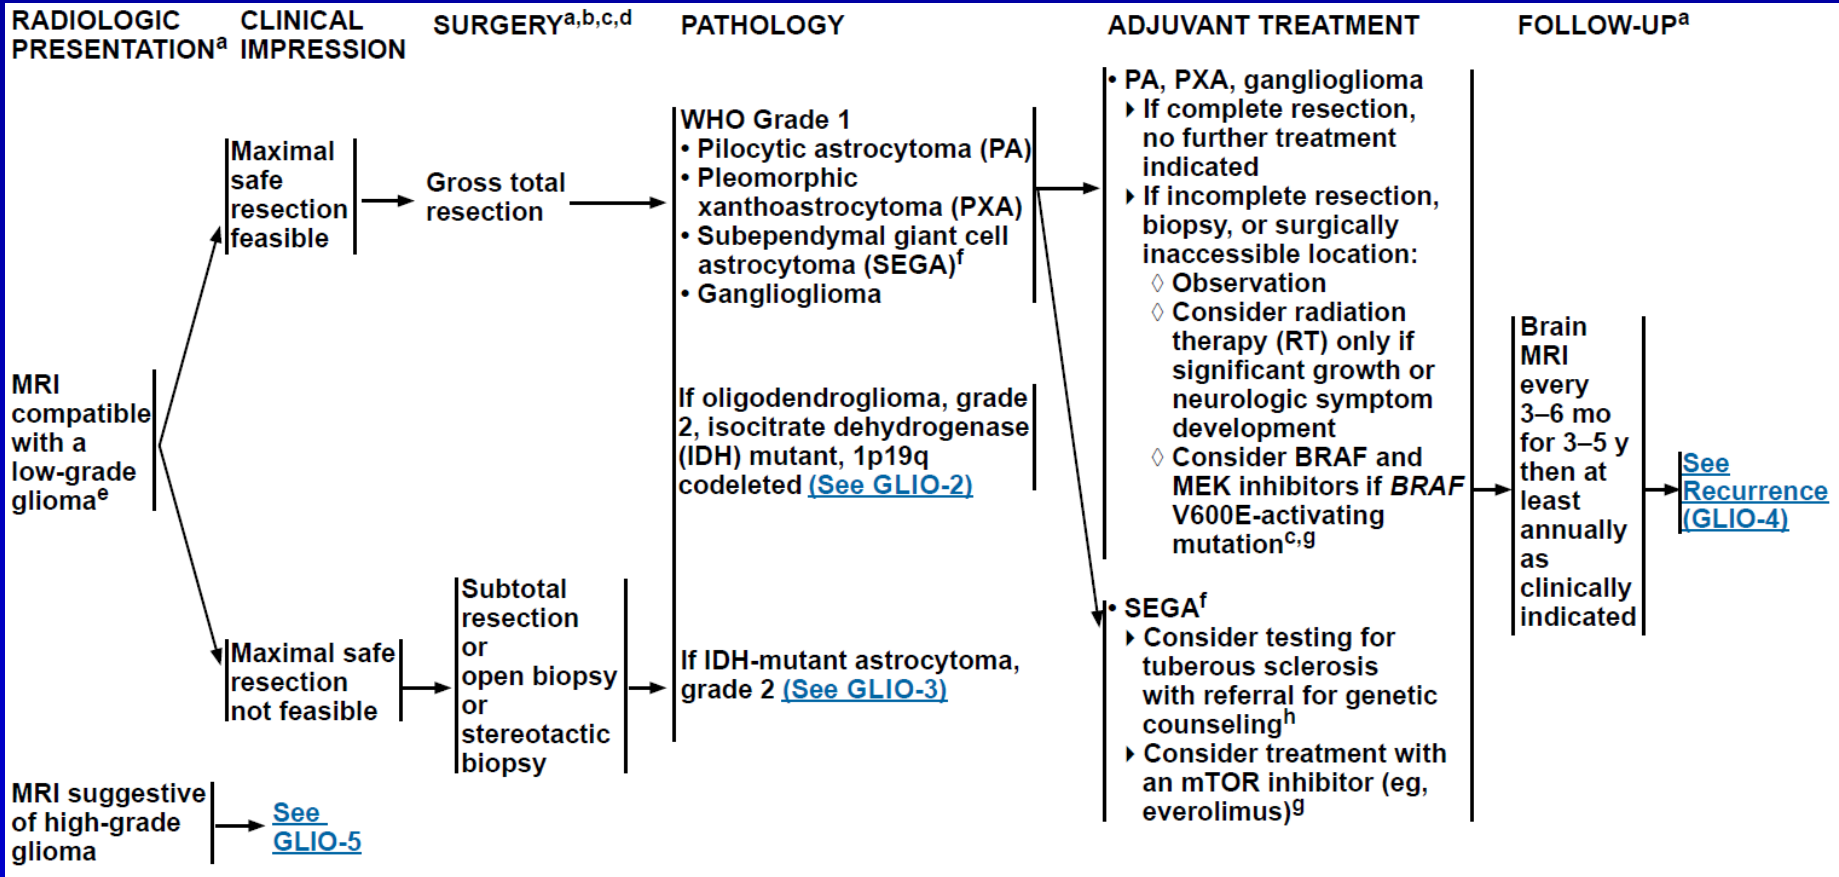 RADIOLOGIC
PRESENTATIONa
CLINICAL
IMPRESSION
SURGERYa,b,c,d
PATHOLOGY
ADJUVANT TREATMENT
FOLLOW-UPa
MRI
compatible
with a
low-grade
gliomae
Maximal
safe
resection
feasible
Gross total
resection
Maximal safe
resection
not feasible
Subtotal
resection
or
open biopsy
or
stereotactic
biopsy
WHO Grade 1
• Pilocytic astrocytoma (PA)
• Pleomorphic
xanthoastrocytoma (PXA)
• Subependymal giant cell
astrocytoma (SEGA)f
• Ganglioglioma
If oligodendroglioma, grade
2, isocitrate dehydrogenase
(IDH) mutant, 1p19q
codeleted (See GLIO-2)
If IDH-mutant astrocytoma,
grade 2 (See GLIO-3)
• PA, PXA, ganglioglioma
If complete resection,
no further treatment
indicated
If incomplete resection,
biopsy, or surgically
inaccessible location:
◊ Observation
◊ Consider radiation
therapy (RT) only if
significant growth or
neurologic symptom
development
◊ Consider BRAF and
MEK inhibitors if BRAF
V600E-activating
mutationc,g
• SEGAf
Consider testing for
tuberous sclerosis
with referral for genetic
counselingh
Consider treatment with
an mTOR inhibitor (eg,
everolimus)g
Brain
MRI
every
3–6 mo
for 3–5 y
then at
least
annually
as
clinically
indicated
See
Recurrence
(GLIO-4)
MRI suggestive
of high-grade
glioma
See
GLIO-5